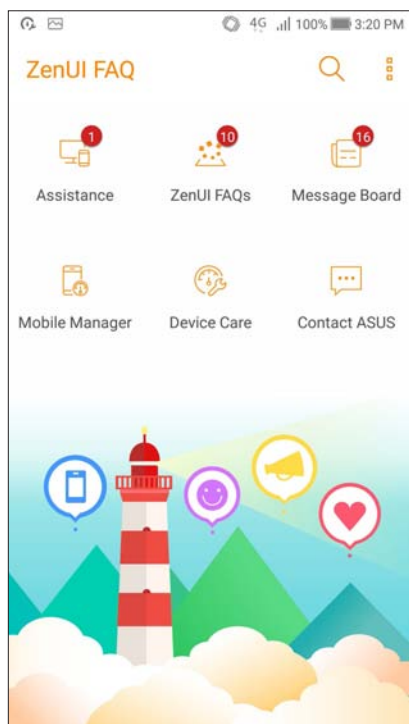 4G 100% 3:20 PM
ZenUI FAQ
1 10 16
Assistance ZenUI FAQs Message Board
Mobile Manager Device Care Contact ASUS